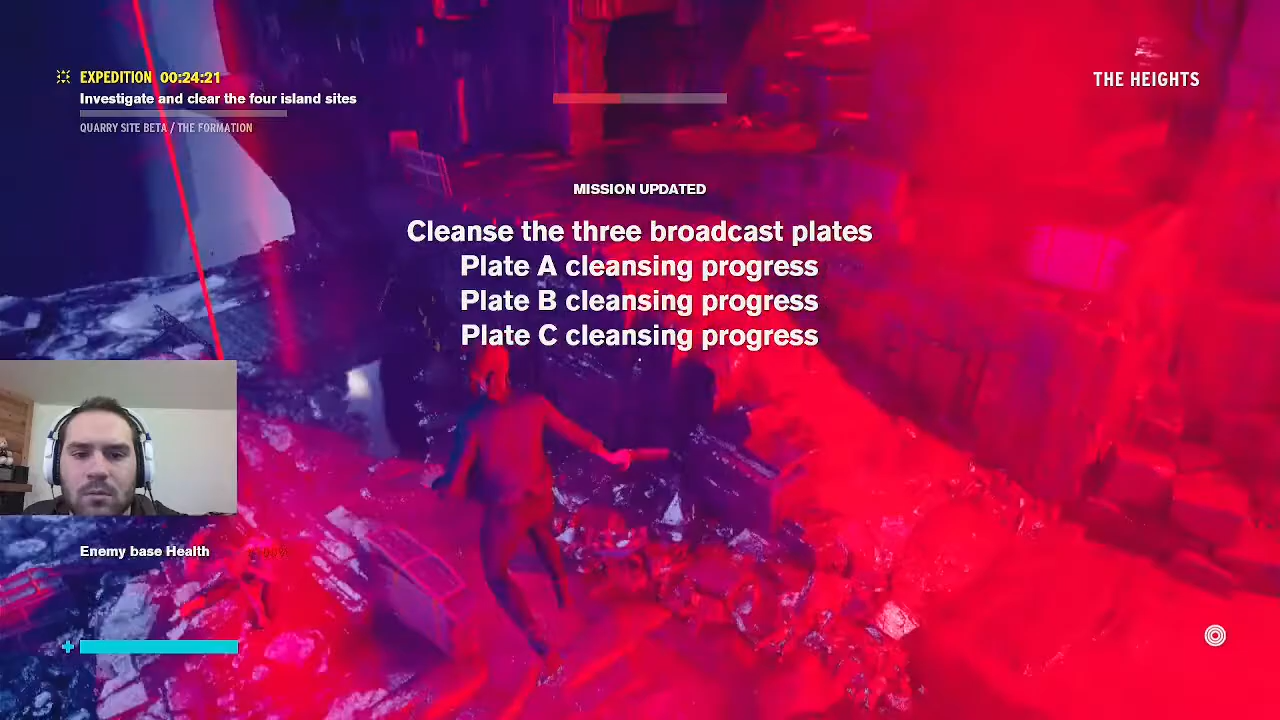 EXPEDITION 00:24:21
Investigate and clear the four island sites
QUARRY SITE BETA / THE FORMATION
THE HEIGHTS
MISSION UPDATED
Cleanse the three broadcast plates
Plate A cleansing progress
Plate B cleansing progress
Plate C cleansing progress
Enemy base Health